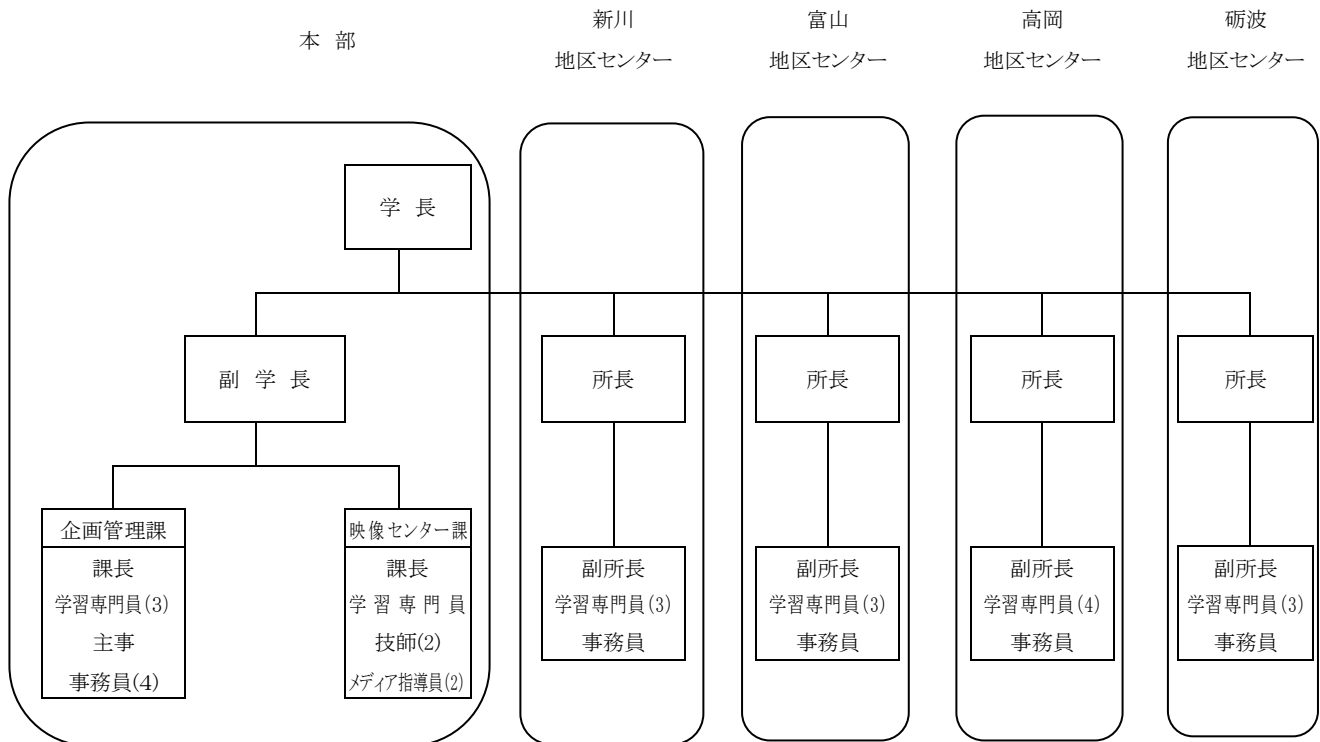 本 部
新川
地区センター
富山
地区センター
高岡
地区センター
砺波
地区センター
学 長
副 学 長
所長
所長
所長
所長
企画管理課
課長
学習専門員(3)
主事
事務員(4)
映像センター課
課長
学習専門員
技師(2)
メディア指導員(2)
副所長
学習専門員(3)
事務員
副所長
学習専門員(3)
事務員
副所長
学習専門員(4)
事務員
副所長
学習専門員(3)
事務員